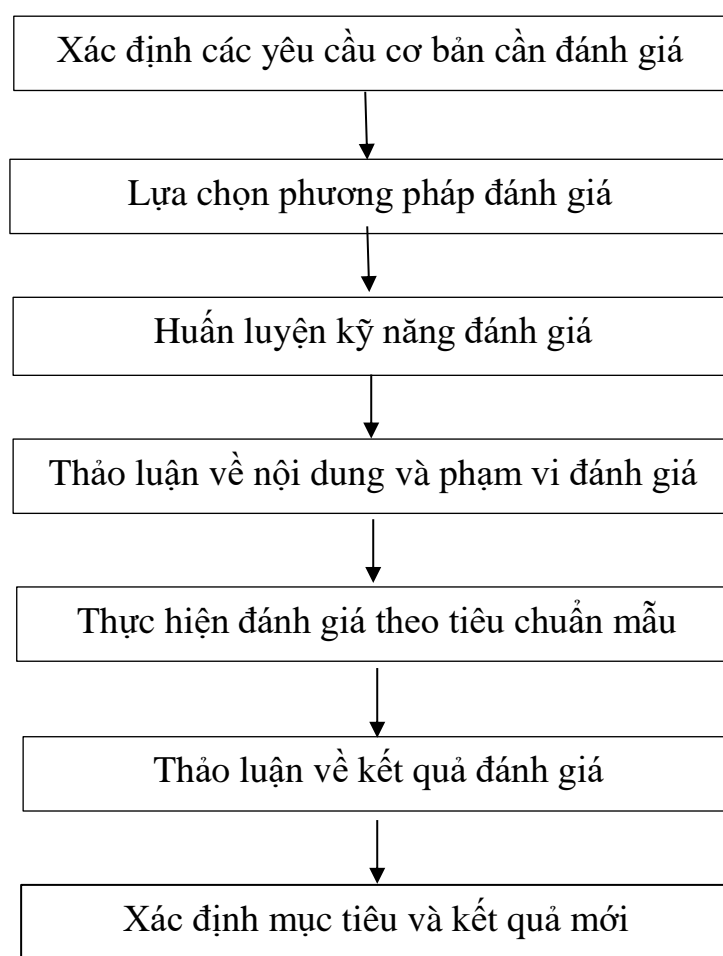 Xác định các yêu cầu cơ bản cần đánh giá
Lựa chọn phương pháp đánh giá
Huấn luyện kỹ năng đánh giá
Thảo luận về nội dung và phạm vi đánh giá
Thực hiện đánh giá theo tiêu chuẩn mẫu
Thảo luận về kết quả đánh giá
Xác định mục tiêu và kết quả mới